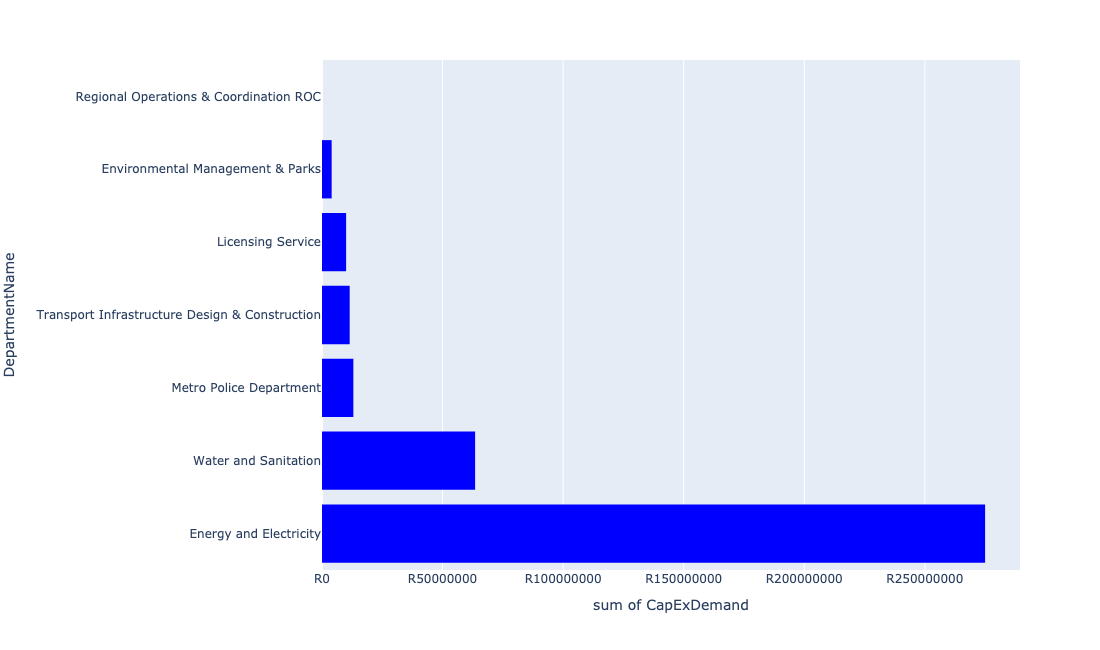 Regional Operations & Coordination ROC
Environmental Management & Parks
Licensing Service
Transport Infrastructure Design & Construction
Metro Police Department
Water and Sanitation
Energy and Electricity
DepartmentName
R0 R50000000 R100000000 R150000000 R200000000 R250000000
sum of CapExDemand